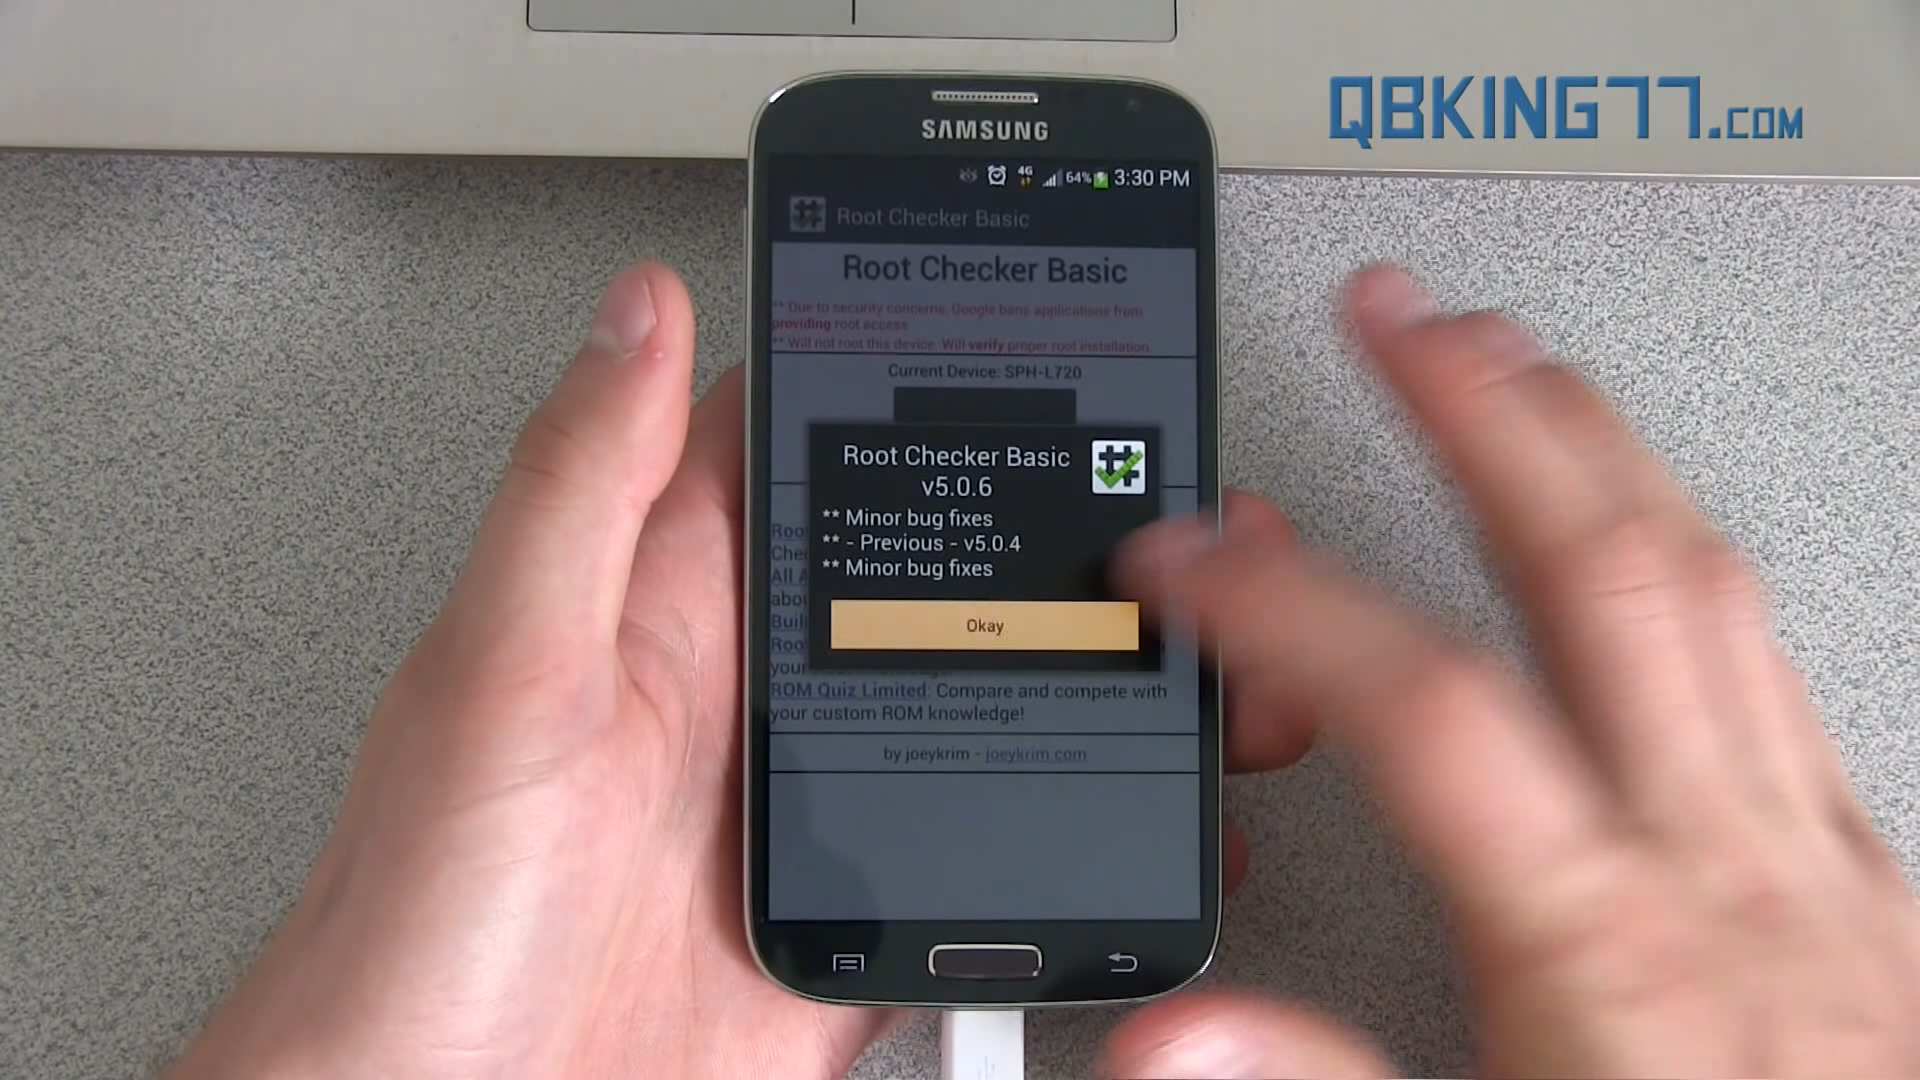 QBKING77.COM
SAMSUNG
4G 64% 3:30 PM
Root Checker Basic
Root Checker Basic
** Due to security concerns, Google bans applications from
providing root access
** Will not root this device. Will verify proper root installation.
Current Device: SPH-L720
Root Checker Basic
v5.0.6
** Minor bug fixes
** - Previous - v5.0.4
** Minor bug fixes
Okay
your
ROM Quiz Limited: Compare and compete with
your custom ROM knowledge!
by joeykrim - joeykrim.com